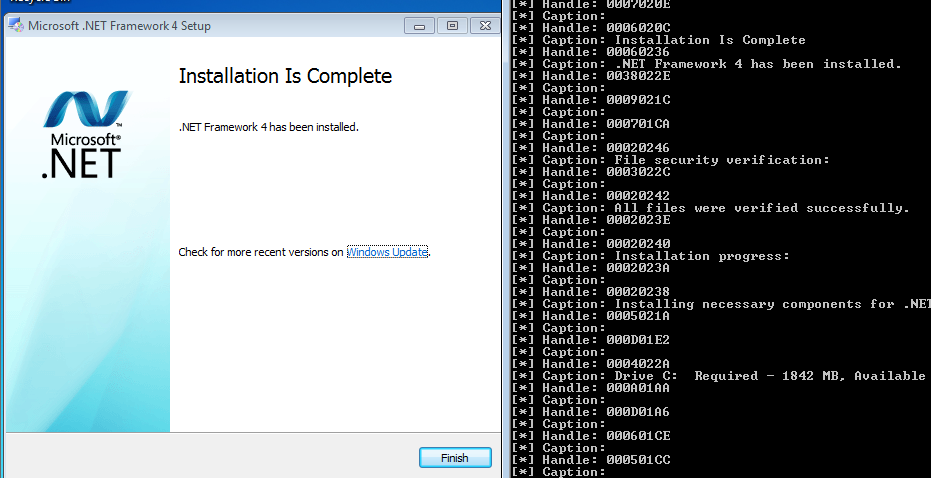 Recycle Bin
Microsoft .NET Framework 4 Setup
Installation Is Complete
Microsoft®
.NET
™
.NET Framework 4 has been installed.
Check for more recent versions on Windows Update.
Finish
[*] Handle: 0007020E
[*] Caption:
[*] Handle: 0006020C
[*] Caption: Installation Is Complete
[*] Handle: 00060236
[*] Caption: .NET Framework 4 has been installed.
[*] Handle: 0038022E
[*] Caption:
[*] Handle: 0009021C
[*] Caption:
[*] Handle: 000701CA
[*] Caption:
[*] Handle: 00020246
[*] Caption: File security verification:
[*] Handle: 0003022C
[*] Caption:
[*] Handle: 00020242
[*] Caption: All files were verified successfully.
[*] Handle: 0002023E
[*] Caption:
[*] Handle: 00020240
[*] Caption: Installation progress:
[*] Handle: 0002023A
[*] Caption:
[*] Handle: 00020238
[*] Caption: Installing necessary components for .NET
[*] Handle: 0005021A
[*] Caption:
[*] Handle: 000D01E2
[*] Caption:
[*] Handle: 0004022A
[*] Caption: Drive C:  Required - 1842 MB, Available
[*] Handle: 000A01AA
[*] Caption:
[*] Handle: 000D01A6
[*] Caption:
[*] Handle: 000601CE
[*] Caption:
[*] Handle: 000501CC
[*] Caption: